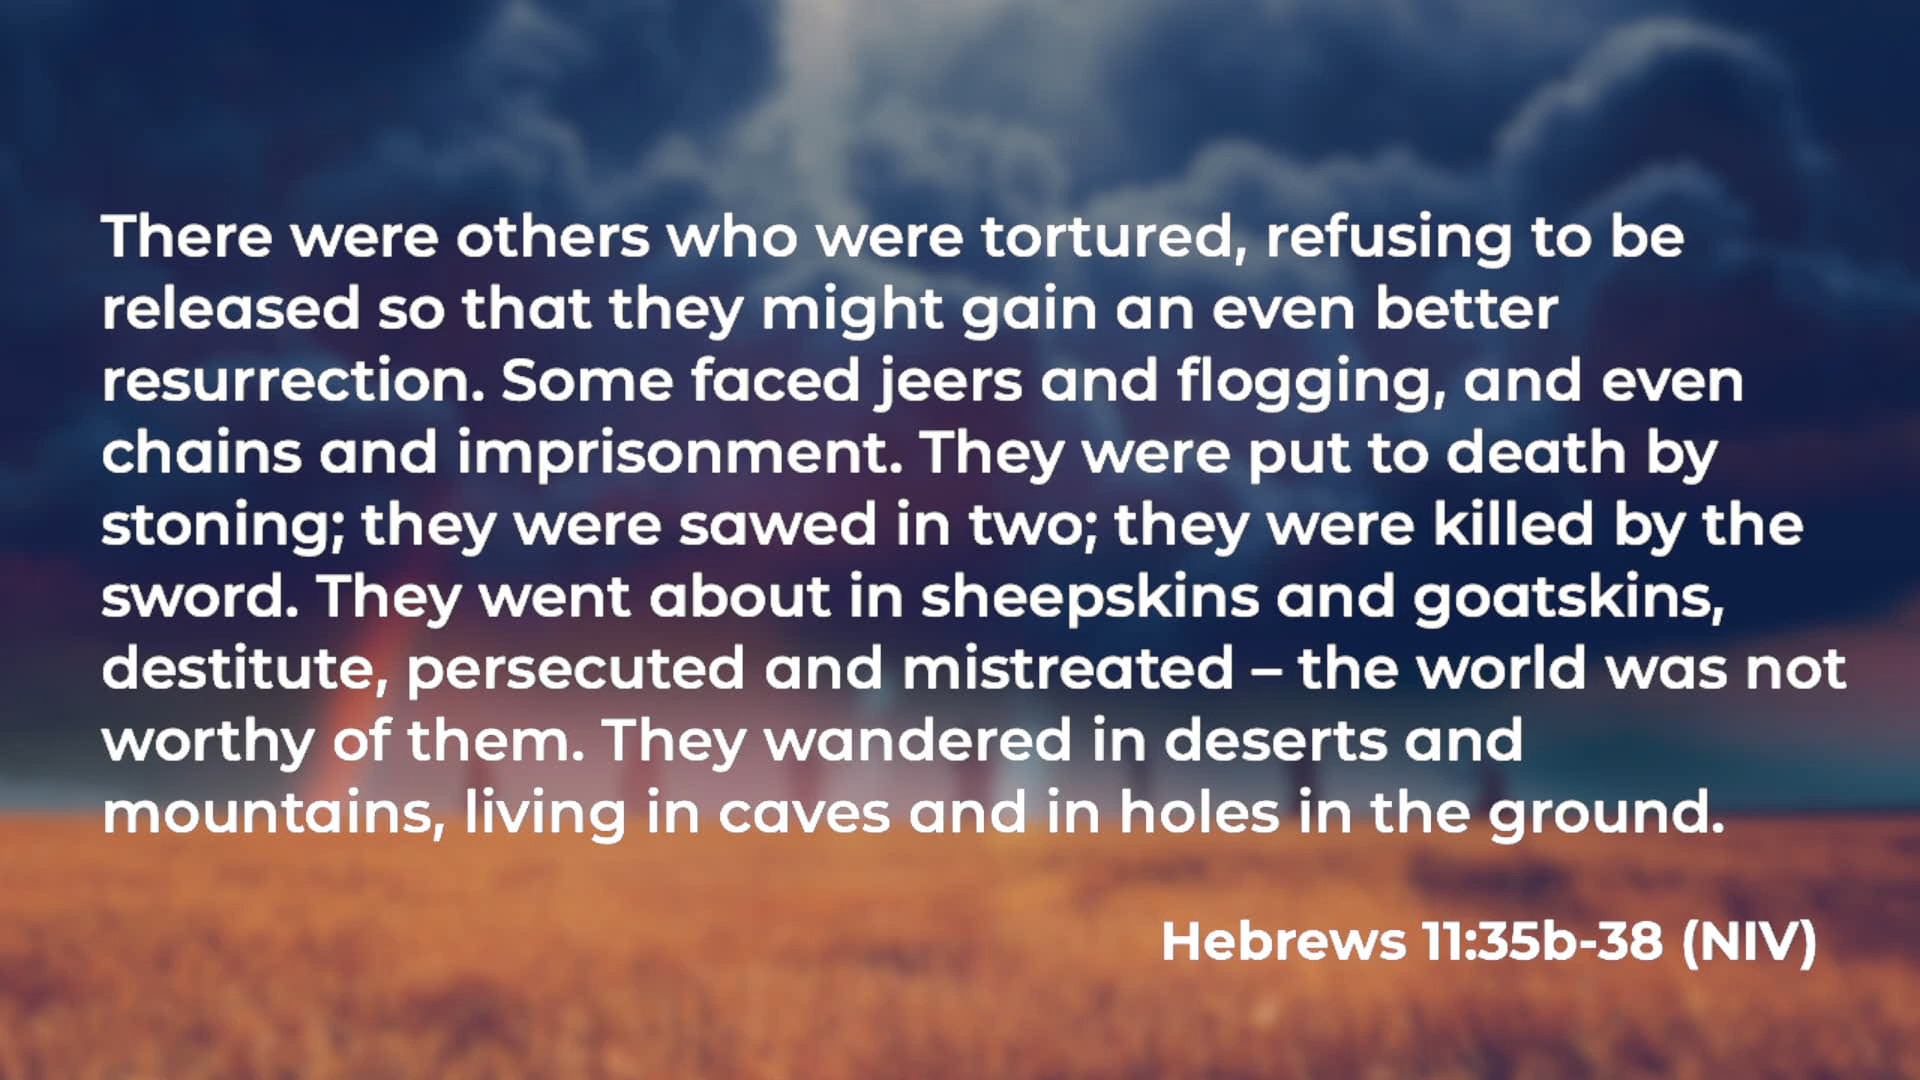 There were others who were tortured, refusing to be
released so that they might gain an even better
resurrection. Some faced jeers and flogging, and even
chains and imprisonment. They were put to death by
stoning; they were sawed in two; they were killed by the
sword. They went about in sheepskins and goatskins,
destitute, persecuted and mistreated – the world was not
worthy of them. They wandered in deserts and
mountains, living in caves and in holes in the ground.
Hebrews 11:35b-38 (NIV)